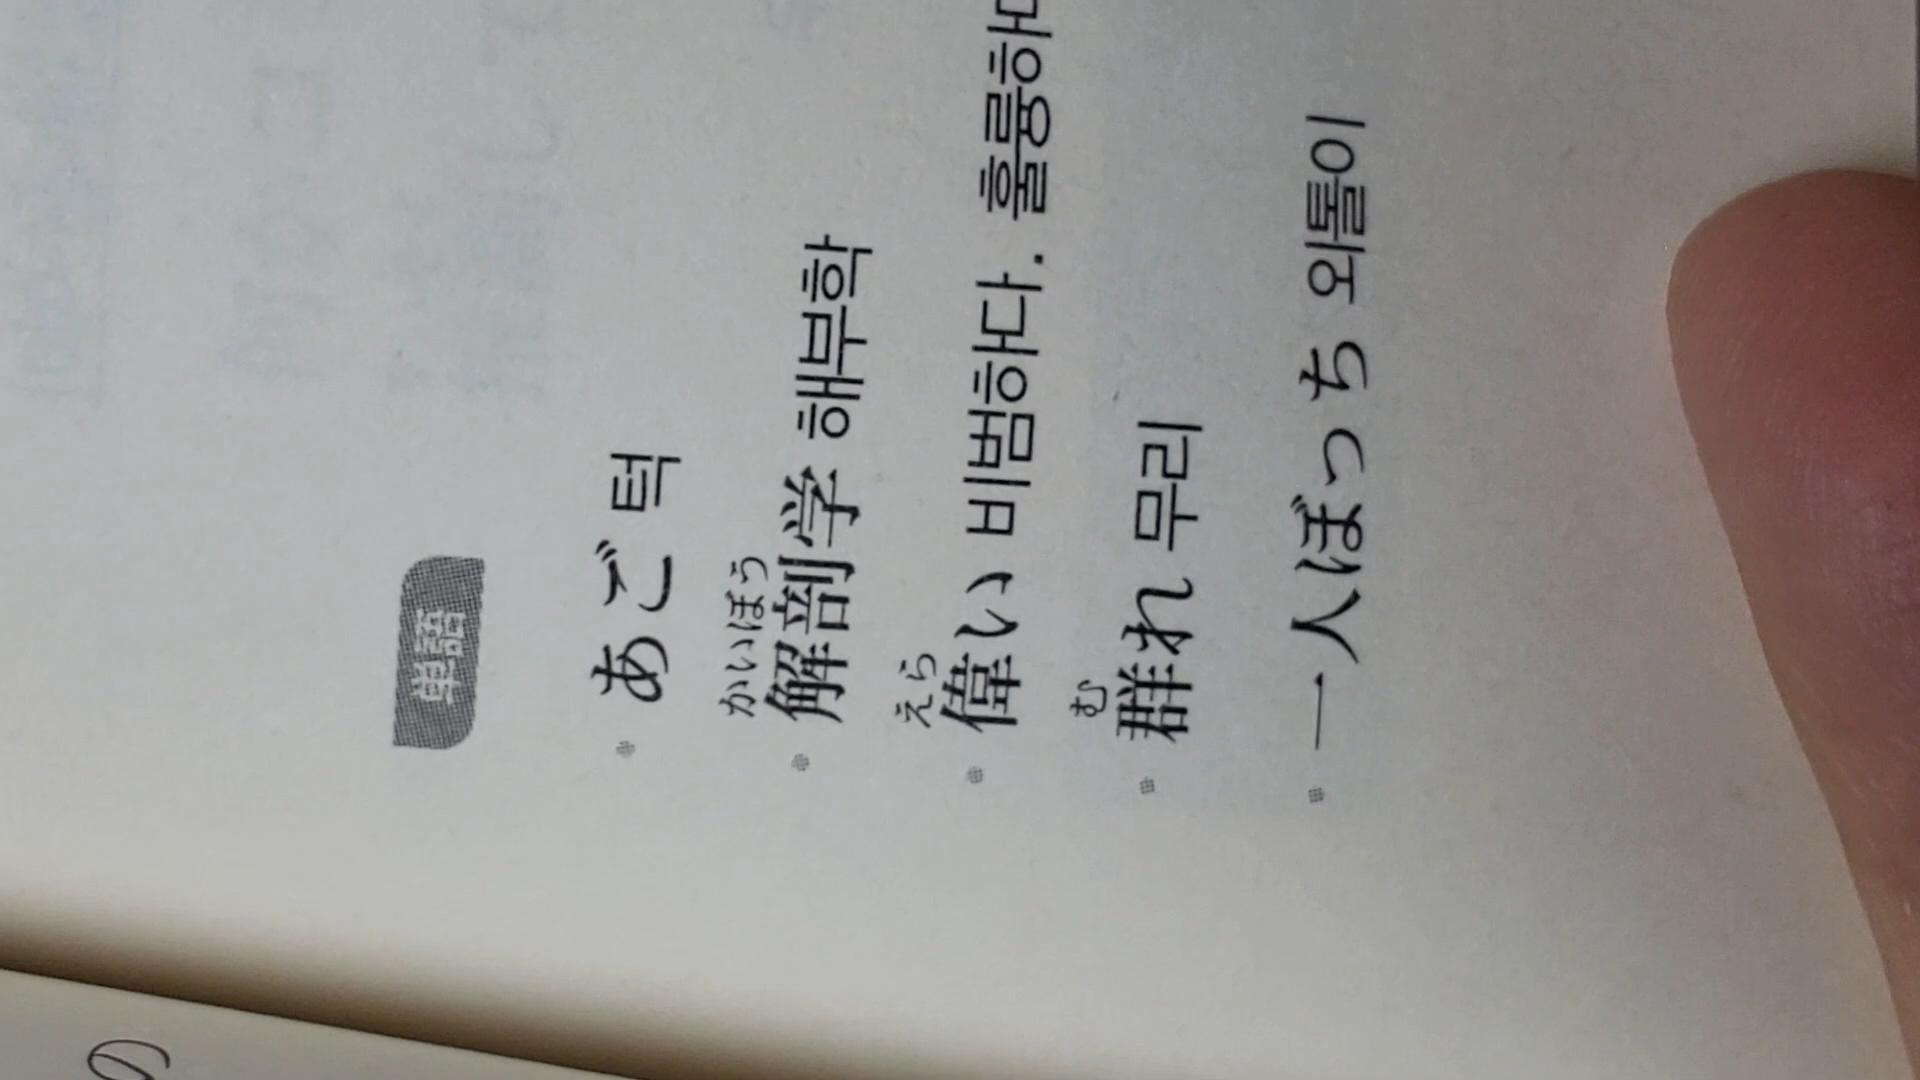 単語
あご 턱
解剖学 해부학
かいぼう
偉い 비범하다. 훌륭하다
えら
群れ 무리
む
一人ぼっち 외톨이
の